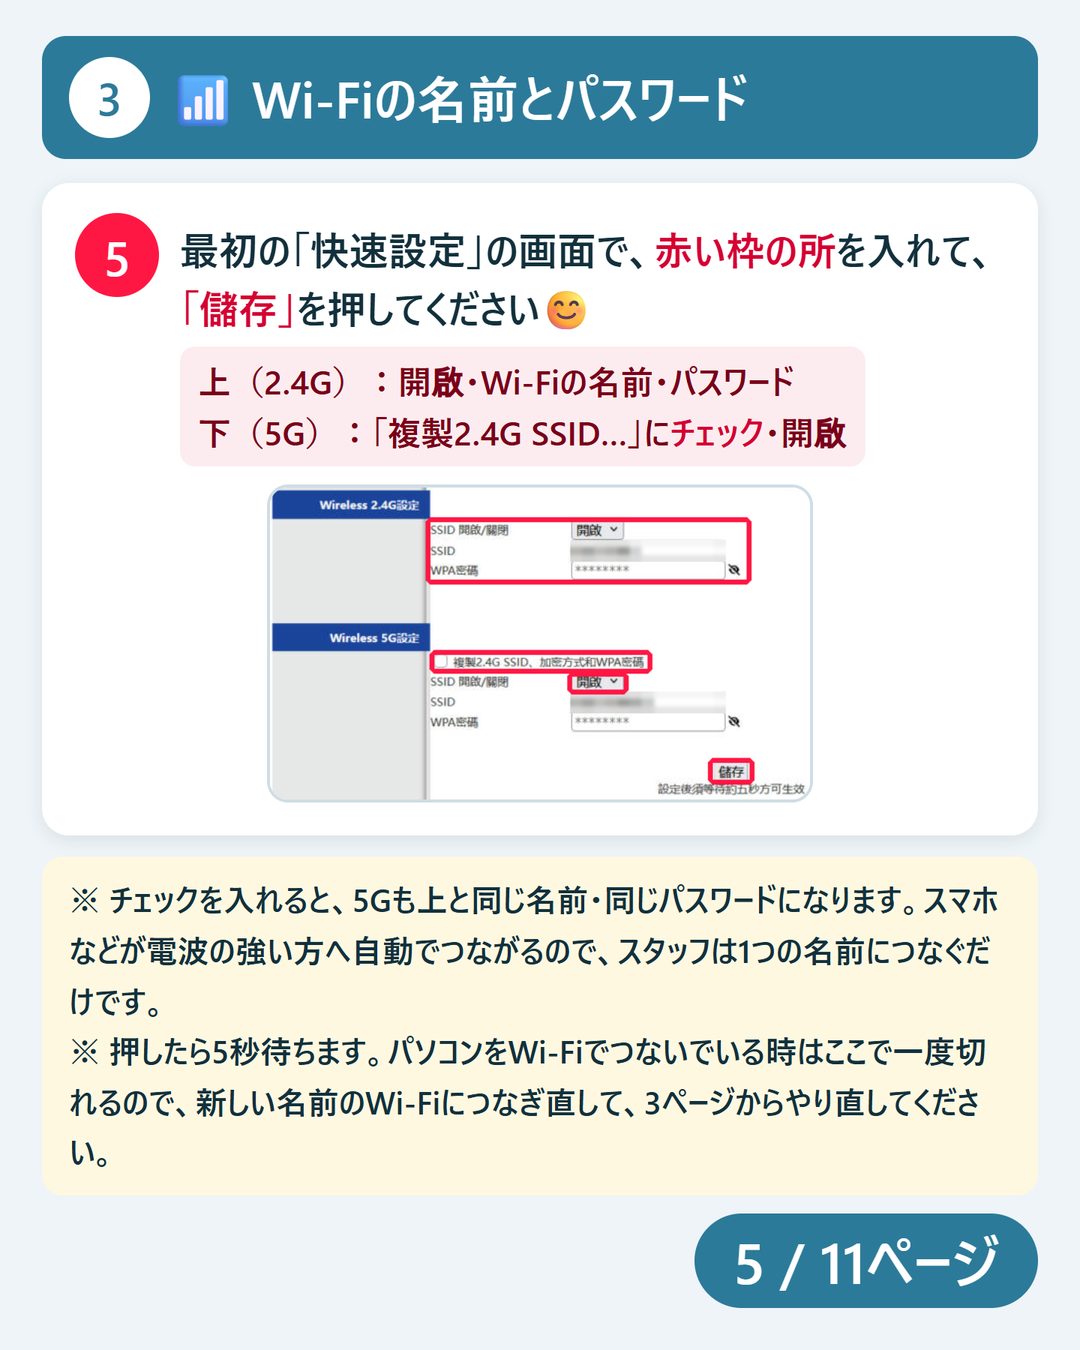 3 Wi-Fiの名前とパスワード
5 最初の「快速設定」の画面で、赤い枠の所を入れて、
「儲存」を押してください😊
上（2.4G）：開啟・Wi-Fiの名前・パスワード
下（5G）：「複製2.4G SSID...」にチェック・開啟
Wireless 2.4G設定
SSID 開啟/關閉 開啟
SSID
WPA密碼 ********
Wireless 5G設定
複製2.4G SSID、加密方式和WPA密碼
SSID 開啟/關閉 開啟
SSID
WPA密碼 ********
儲存
設定後須等待約五秒方可生效
※ チェックを入れると、5Gも上と同じ名前・同じパスワードになります。スマホ
などが電波の強い方へ自動でつながるので、スタッフは1つの名前につなぐだ
けです。
※ 押したら5秒待ちます。パソコンをWi-Fiでつないでいる時はここで一度切
れるので、新しい名前のWi-Fiにつなぎ直して、3ページからやり直してくださ
い。
5 / 11ページ